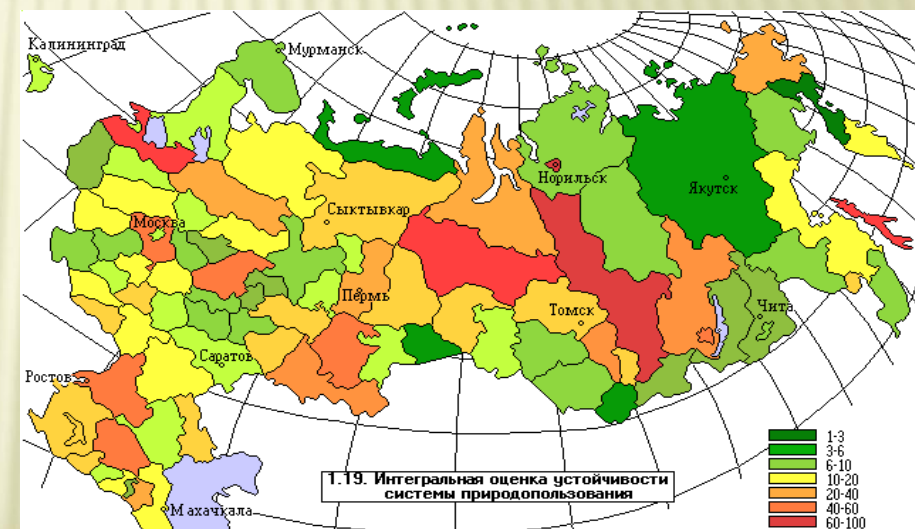 Калининград
Мурманск
Норильск
Якутск
Сыктывкар
Москва
Пермь
Томск
Чита
Саратов
Ростов
Махачкала
1.19. Интегральная оценка устойчивости
системы природопользования
1-3
3-6
6-10
10-20
20-40
40-60
60-100